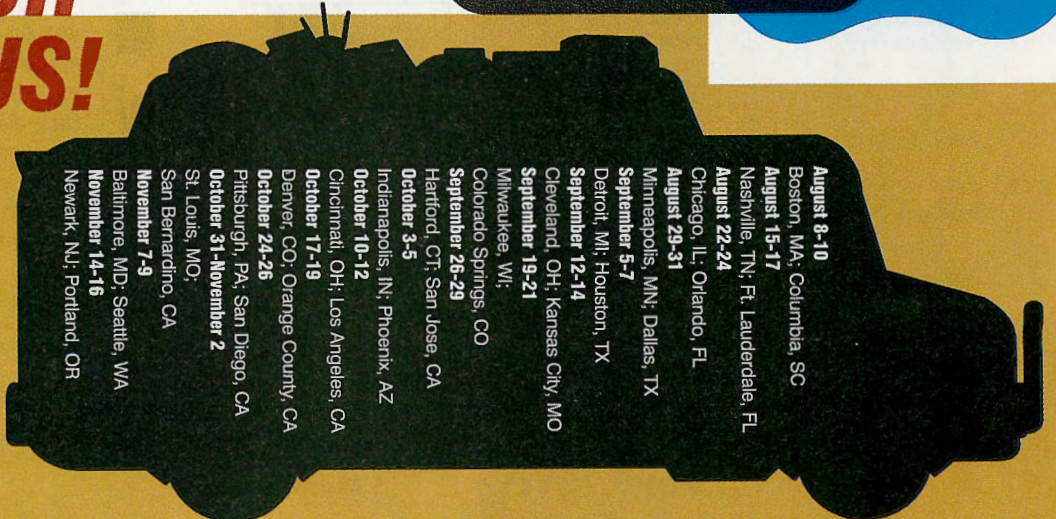 US!
August 8-10
Boston, MA; Columbia, SC
August 15-17
Nashville, TN; Ft. Lauderdale, FL
August 22-24
Chicago, IL; Orlando, FL
August 29-31
Minneapolis, MN; Dallas, TX
September 5-7
Detroit, MI; Houston, TX
September 12-14
Cleveland, OH; Kansas City, MO
September 19-21
Milwaukee, WI;
Colorado Springs, CO
September 26-29
Hartford, CT; San Jose, CA
October 3-5
Indianapolis, IN; Phoenix, AZ
October 10-12
Cincinnati, OH; Los Angeles, CA
October 17-19
Denver, CO; Orange County, CA
October 24-26
Pittsburgh, PA; San Diego, CA
October 31-November 2
St. Louis, MO;
San Bernardino, CA
November 7-9
Baltimore, MD; Seattle, WA
November 14-16
Newark, NJ; Portland, OR